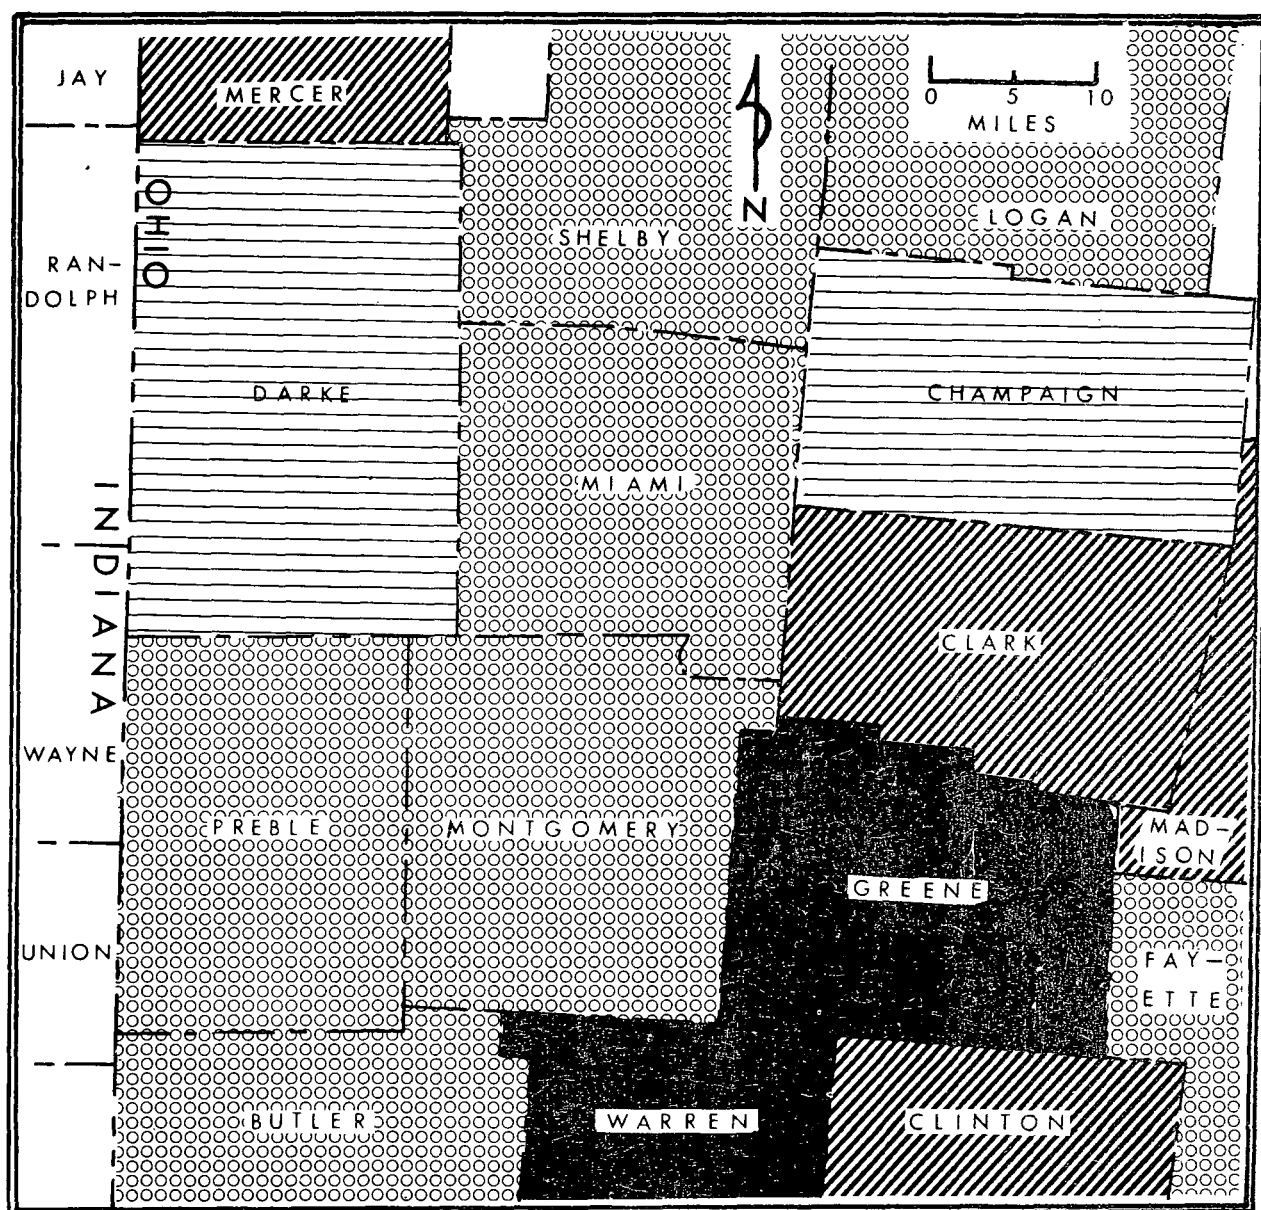 JAY
MERCER
0 5 10
MILES
OHIO
N
LOGAN
SHELBY
RAN-
DOLPH
DARKE
CHAMPAIGN
MIAMI
INDIANA
CLARK
WAYNE
PREBLE
MONTGOMERY
MAD-
ISON
GREENE
UNION
FAY-
ETTE
BUTLER
WARREN
CLINTON